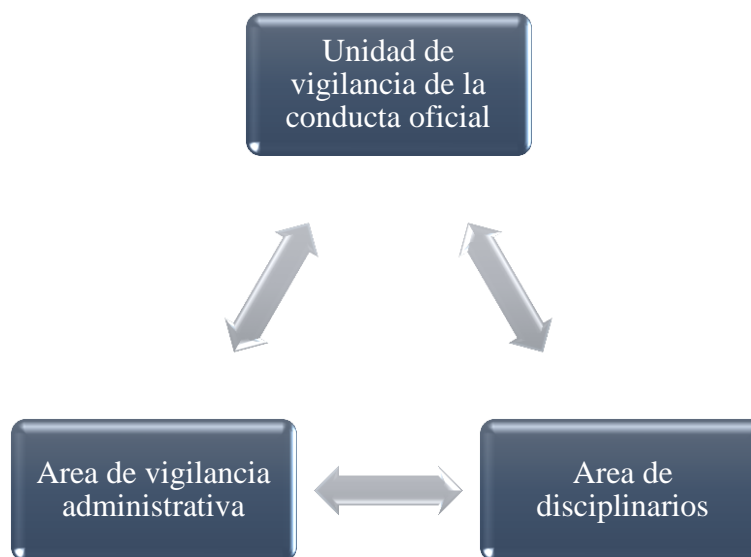 Unidad de
vigilancia de la
conducta oficial
Area de vigilancia
administrativa
Area de
disciplinarios